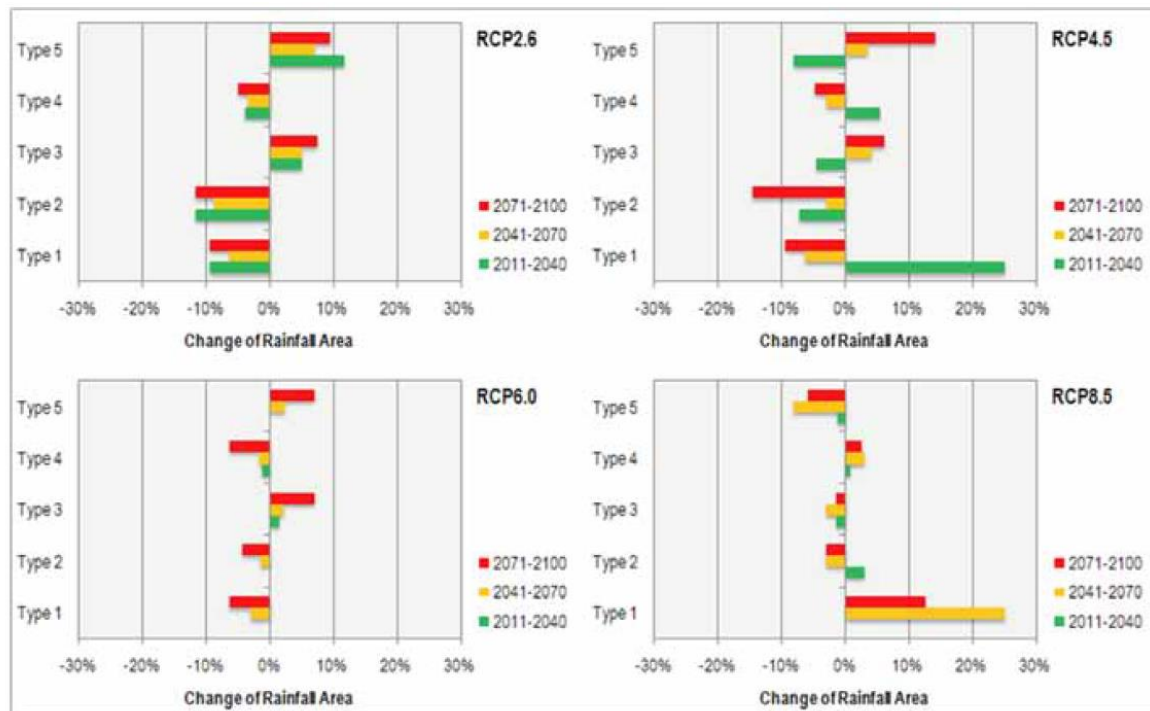 RCP2.6
Type 5
Type 4
Type 3
Type 2
Type 1
2071-2100
2041-2070
2011-2040
-30% -20% -10% 0% 10% 20% 30%
Change of Rainfall Area
RCP4.5
Type 5
Type 4
Type 3
Type 2
Type 1
2071-2100
2041-2070
2011-2040
-30% -20% -10% 0% 10% 20% 30%
Change of Rainfall Area
RCP6.0
Type 5
Type 4
Type 3
Type 2
Type 1
2071-2100
2041-2070
2011-2040
-30% -20% -10% 0% 10% 20% 30%
Change of Rainfall Area
RCP8.5
Type 5
Type 4
Type 3
Type 2
Type 1
2071-2100
2041-2070
2011-2040
-30% -20% -10% 0% 10% 20% 30%
Change of Rainfall Area